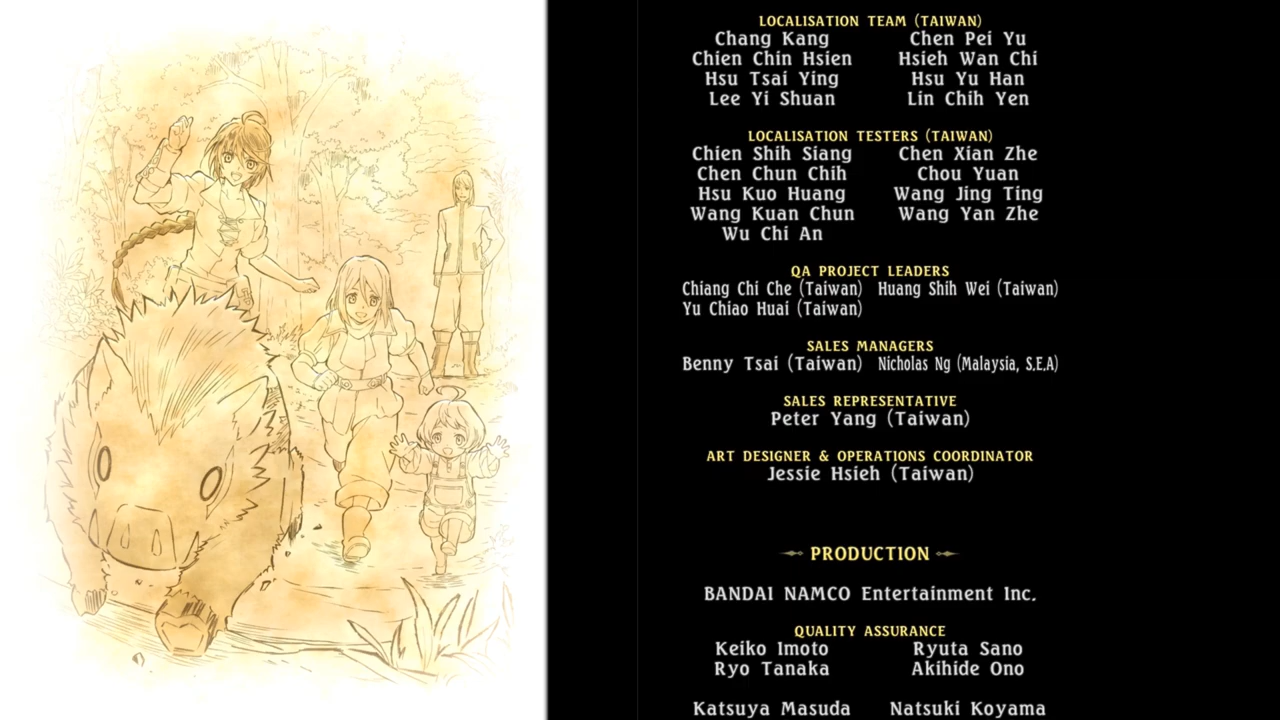 LOCALISATION TEAM (TAIWAN)
Chang Kang Chen Pei Yu
Chien Chin Hsien Hsieh Wan Chi
Hsu Tsai Ying Hsu Yu Han
Lee Yi Shuan Lin Chih Yen
LOCALISATION TESTERS (TAIWAN)
Chien Shih Siang Chen Xian Zhe
Chen Chun Chih Chou Yuan
Hsu Kuo Huang Wang Jing Ting
Wang Kuan Chun Wang Yan Zhe
Wu Chi An
QA PROJECT LEADERS
Chiang Chi Che (Taiwan) Huang Shih Wei (Taiwan)
Yu Chiao Huai (Taiwan)
SALES MANAGERS
Benny Tsai (Taiwan) Nicholas Ng (Malaysia, S.E.A)
SALES REPRESENTATIVE
Peter Yang (Taiwan)
ART DESIGNER & OPERATIONS COORDINATOR
Jessie Hsieh (Taiwan)
PRODUCTION
BANDAI NAMCO Entertainment Inc.
QUALITY ASSURANCE
Keiko Imoto Ryuta Sano
Ryo Tanaka Akihide Ono
Katsuya Masuda Natsuki Koyama